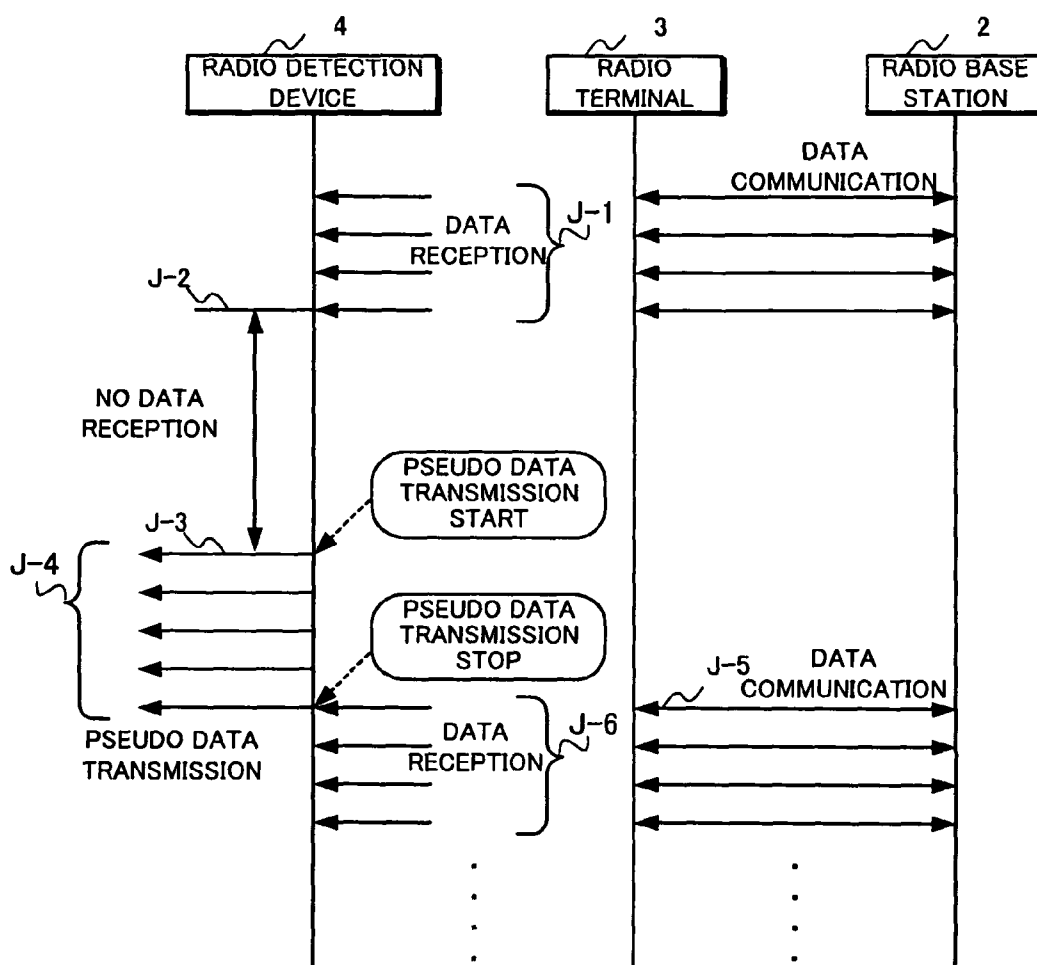 4
3
2
RADIO DETECTION
DEVICE
RADIO
TERMINAL
RADIO BASE
STATION
DATA
COMMUNICATION
DATA
RECEPTION
J-1
J-2
NO DATA
RECEPTION
PSEUDO DATA
TRANSMISSION
START
J-3
J-4
PSEUDO DATA
TRANSMISSION
STOP
J-5
DATA
COMMUNICATION
DATA
RECEPTION
J-6
PSEUDO DATA
TRANSMISSION